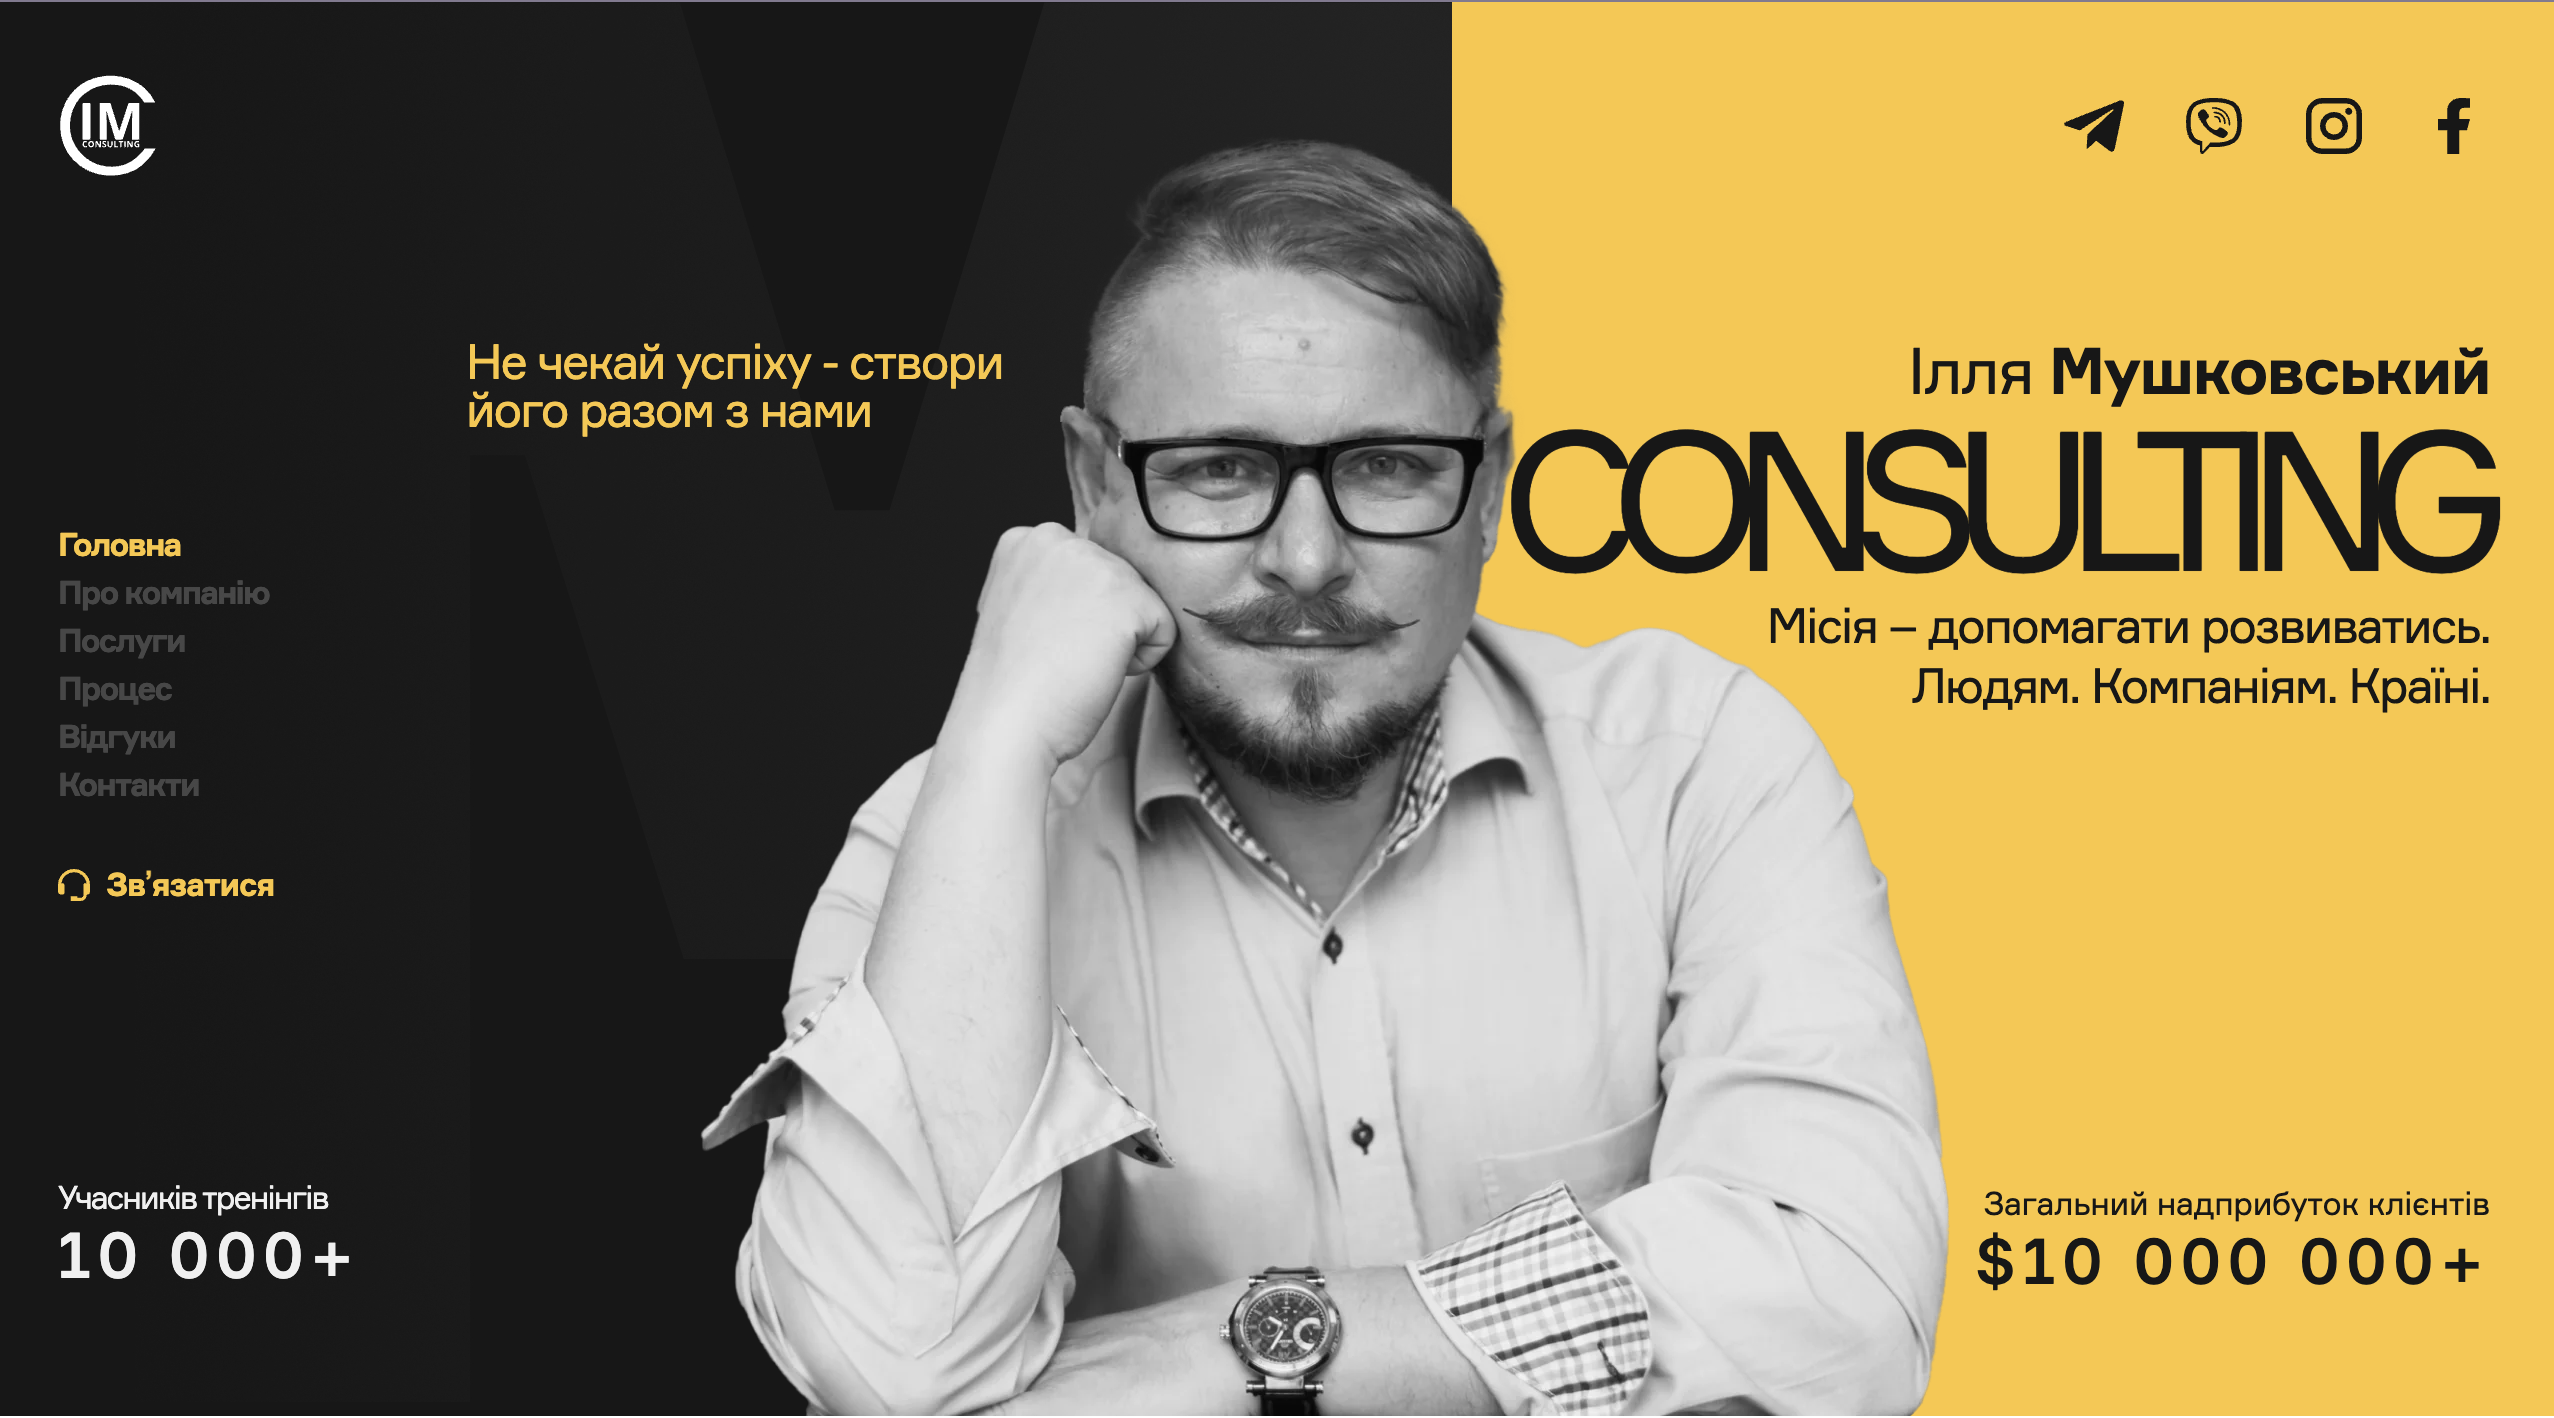 IM
CONSULTING
Не чекай успіху - створи
його разом з нами
Головна
Про компанію
Послуги
Процес
Відгуки
Контакти
Зв’язатися
Учасників тренінгів
10 000+
Ілля Мушковський
CONSULTING
Місія – допомагати розвиватись.
Людям. Компаніям. Країні.
Загальний надприбуток клієнтів
$10 000 000+